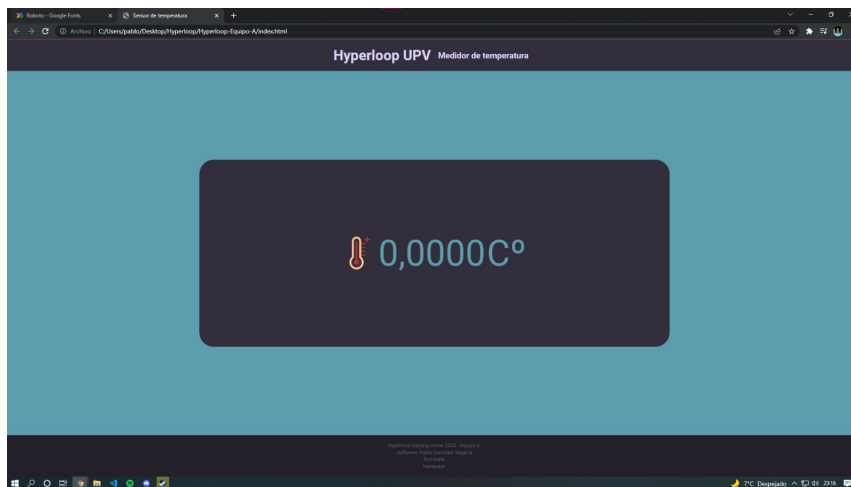 Roboto - Google Fonts
Sensor de temperatura
Archivo | C:/Users/pablo/Desktop/Hyperloop/Hyperloop-Equipo-A/index.html
Hyperloop UPV Medidor de temperatura
0,0000Cº
Hyperloop training center 2022 - Equipo A
Software: Pablo González Segarra
Firmware:
Hardware:
7°C Despejado
23:16